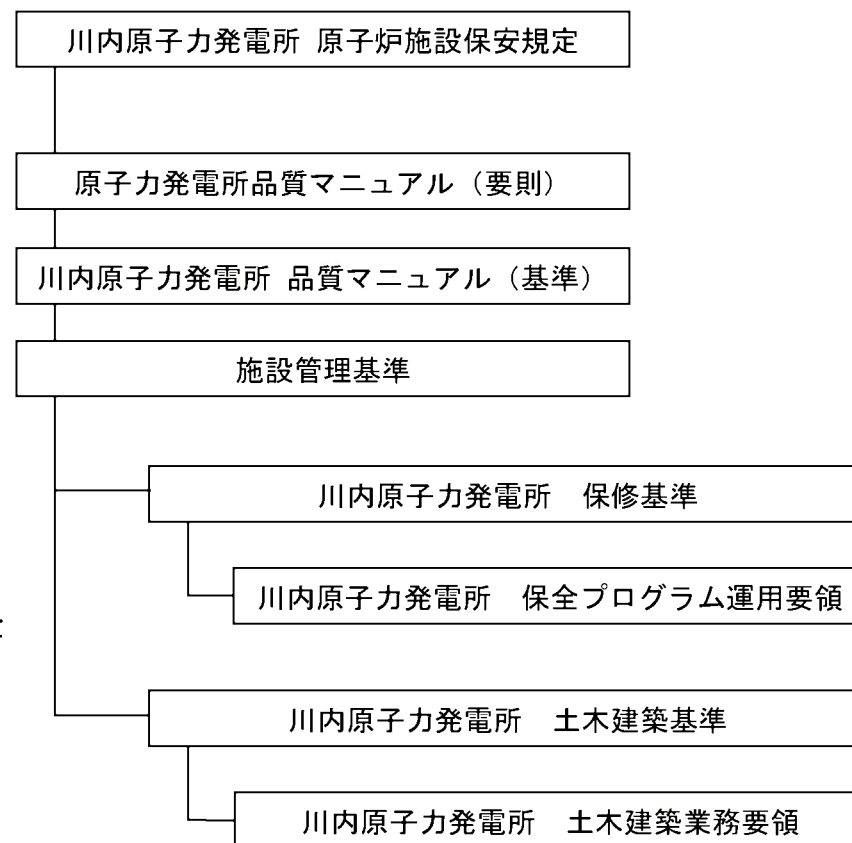 川内原子力発電所 原子炉施設保安規定
原子力発電所品質マニュアル（要則）
川内原子力発電所 品質マニュアル（基準）
施設管理基準
川内原子力発電所　保修基準
川内原子力発電所　保全プログラム運用要領
川内原子力発電所　土木建築基準
川内原子力発電所　土木建築業務要領